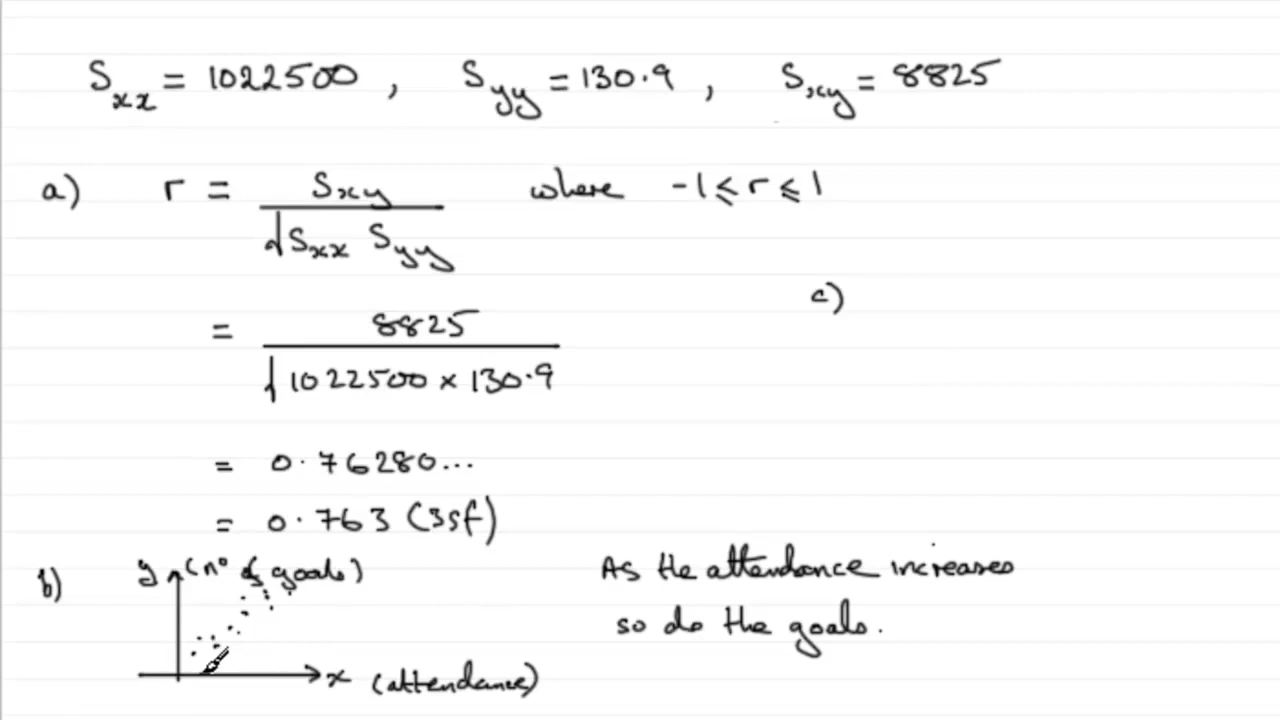 Sxx = 1022500 , Syy = 130.9 , Sxy = 8825
a) r = Sxy / √Sxx Syy where -1 ≤ r ≤ 1
c)
= 8825 / √1022500 × 130.9
= 0.76280...
= 0.763 (3sf)
b) y (nº of goals)
x (attendance)
As the attendance increases
so do the goals.